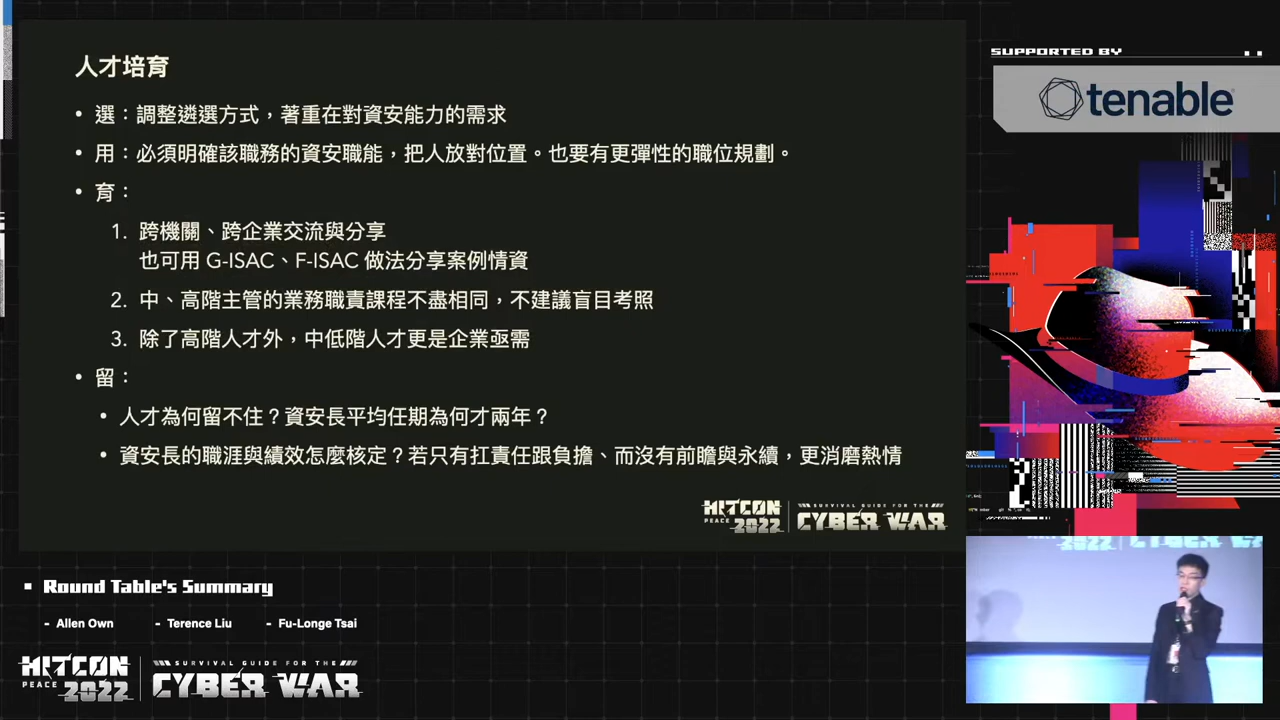 人才培育
• 選：調整遴選方式，著重在對資安能力的需求
• 用：必須明確該職務的資安職能，把人放對位置。也要有更彈性的職位規劃。
• 育：
1. 跨機關、跨企業交流與分享
也可用 G-ISAC、F-ISAC 做法分享案例情資
2. 中、高階主管的業務職責課程不盡相同，不建議盲目考照
3. 除了高階人才外，中低階人才更是企業亟需
• 留：
• 人才為何留不住？資安長平均任期為何才兩年？
• 資安長的職涯與績效怎麼核定？若只有扛責任跟負擔、而沒有前瞻與永續，更消磨熱情
HITCON PEACE 2022
SURVIVAL GUIDE FOR THE
CYBER WAR
SUPPORTED BY
tenable
Round Table's Summary
- Allen Own - Terence Liu - Fu-Longe Tsai
HITCON PEACE 2022
SURVIVAL GUIDE FOR THE
CYBER WAR